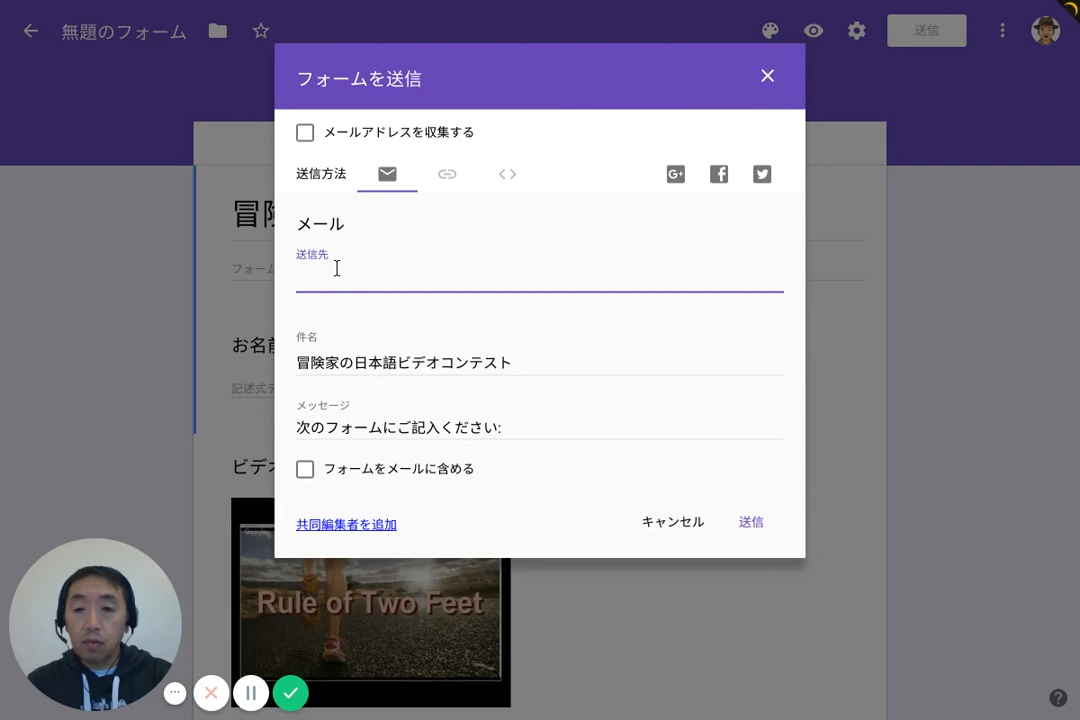 無題のフォーム
送信
フォームを送信
メールアドレスを収集する
送信方法
G+
メール
送信先
件名
冒険家の日本語ビデオコンテスト
メッセージ
次のフォームにご記入ください:
フォームをメールに含める
共同編集者を追加
キャンセル
送信
冒険
フォーム
お名前
記述式テ
ビデオ
Rule of Two Feet